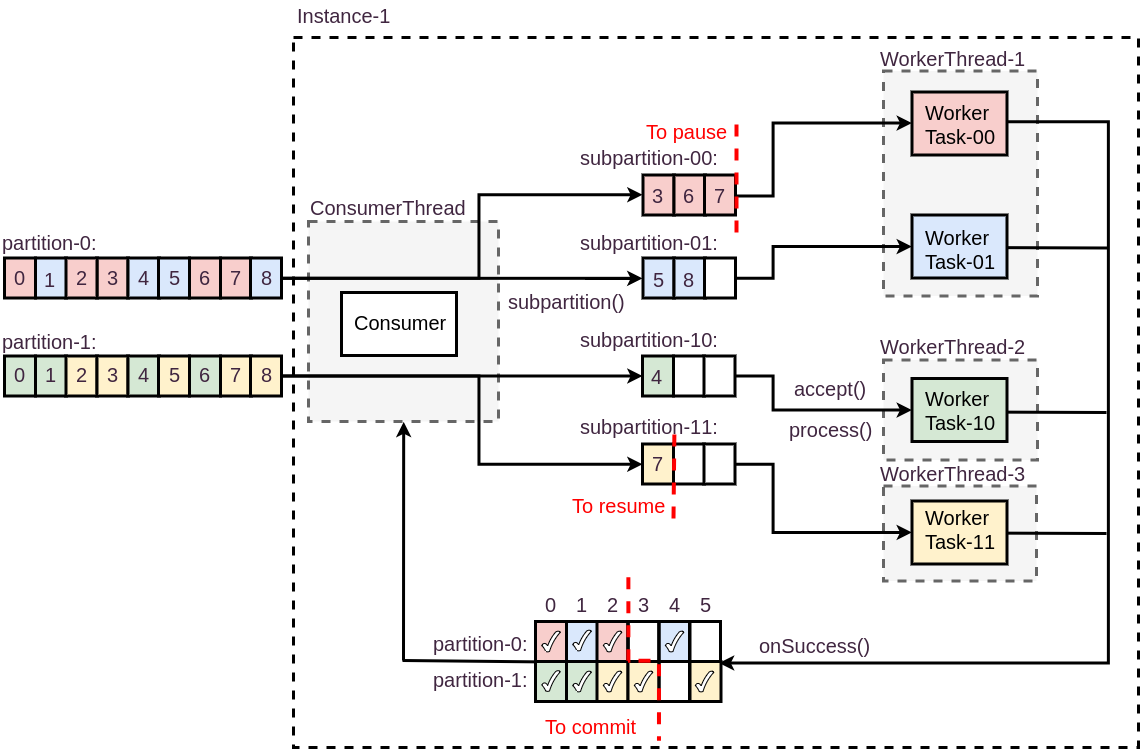 Instance-1
WorkerThread-1
Worker
Task-00
To pause
subpartition-00:
3 6 7
ConsumerThread
partition-0:
0 1 2 3 4 5 6 7 8
subpartition-01:
5 8
Worker
Task-01
subpartition()
Consumer
partition-1:
0 1 2 3 4 5 6 7 8
subpartition-10:
4
WorkerThread-2
accept()
process()
Worker
Task-10
subpartition-11:
7
To resume
WorkerThread-3
Worker
Task-11
0 1 2 3 4 5
partition-0:
partition-1:
onSuccess()
To commit